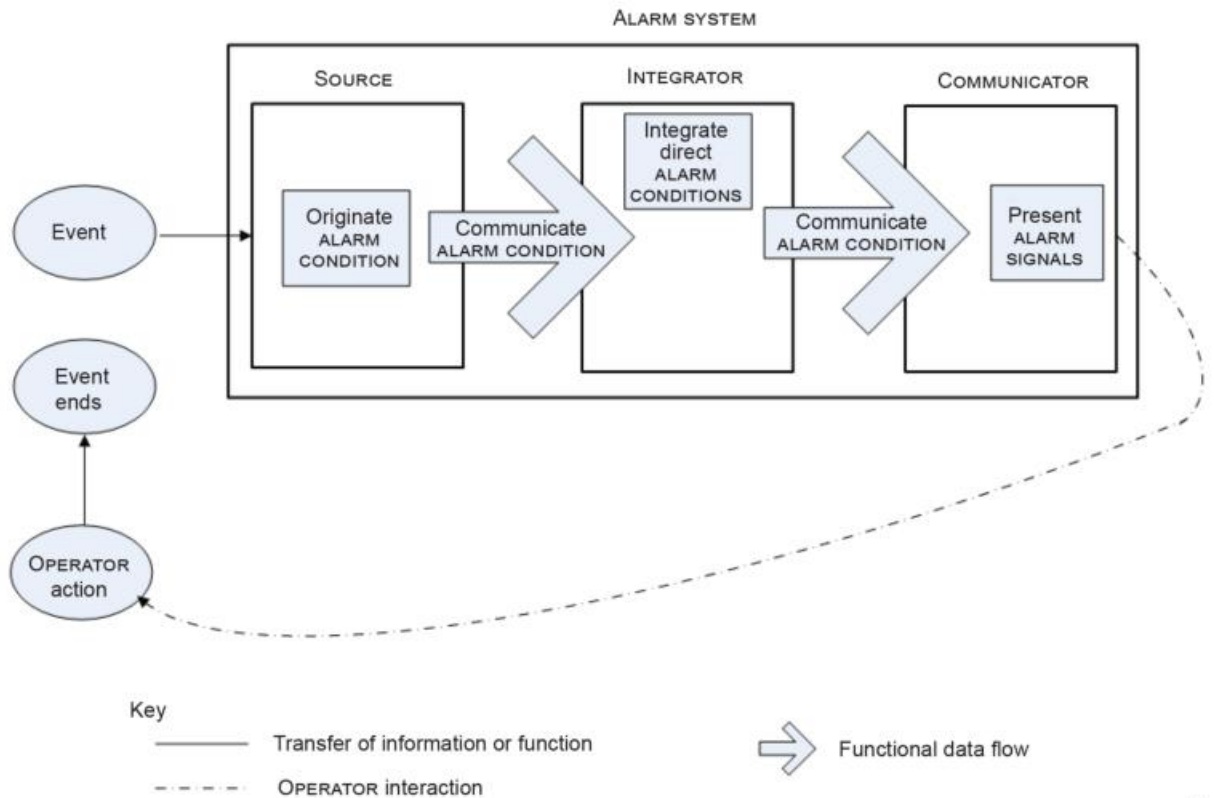 ALARM SYSTEM
SOURCE
INTEGRATOR
COMMUNICATOR
Event
Originate
ALARM
CONDITION
Communicate
ALARM CONDITION
Integrate
direct
ALARM
CONDITIONS
Communicate
ALARM CONDITION
Present
ALARM
SIGNALS
Event
ends
OPERATOR
action
Key
Transfer of information or function
Functional data flow
OPERATOR interaction